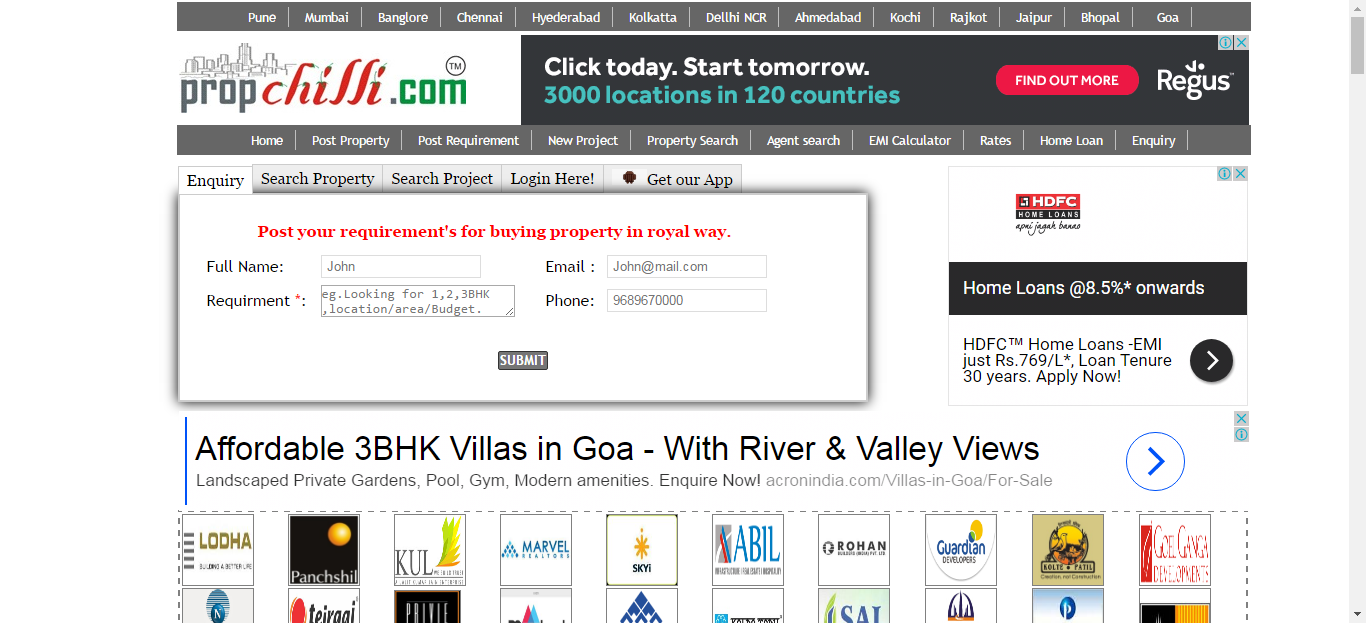 Pune Mumbai Banglore Chennai Hyederabad Kolkatta Dellhi NCR Ahmedabad Kochi Rajkot Jaipur Bhopal Goa
propchilli.com TM
Click today. Start tomorrow.
3000 locations in 120 countries
FIND OUT MORE
Regus
Home Post Property Post Requirement New Project Property Search Agent search EMI Calculator Rates Home Loan Enquiry
Enquiry Search Property Search Project Login Here! Get our App
Post your requirement's for buying property in royal way.
Full Name: John Email : John@mail.com
Requirment *: eg.Looking for 1,2,3BHK
,location/area/Budget.
Phone: 9689670000
SUBMIT
HDFC
HOME LOANS
apni jagah banao
Home Loans @8.5%* onwards
HDFC™ Home Loans -EMI
just Rs.769/L*, Loan Tenure
30 years. Apply Now!
Affordable 3BHK Villas in Goa - With River & Valley Views
Landscaped Private Gardens, Pool, Gym, Modern amenities. Enquire Now! acronindia.com/Villas-in-Goa/For-Sale
LODHA
BUILDING A BETTER LIFE
Panchshil
KUL
MARVEL
REALTORS
SKYi
ABIL
ROHAN
Guardian
DEVELOPERS
KOLTE PATIL
Creation, not Construction
GOEL GANGA
DEVELOPMENTS
N
PRIVIE